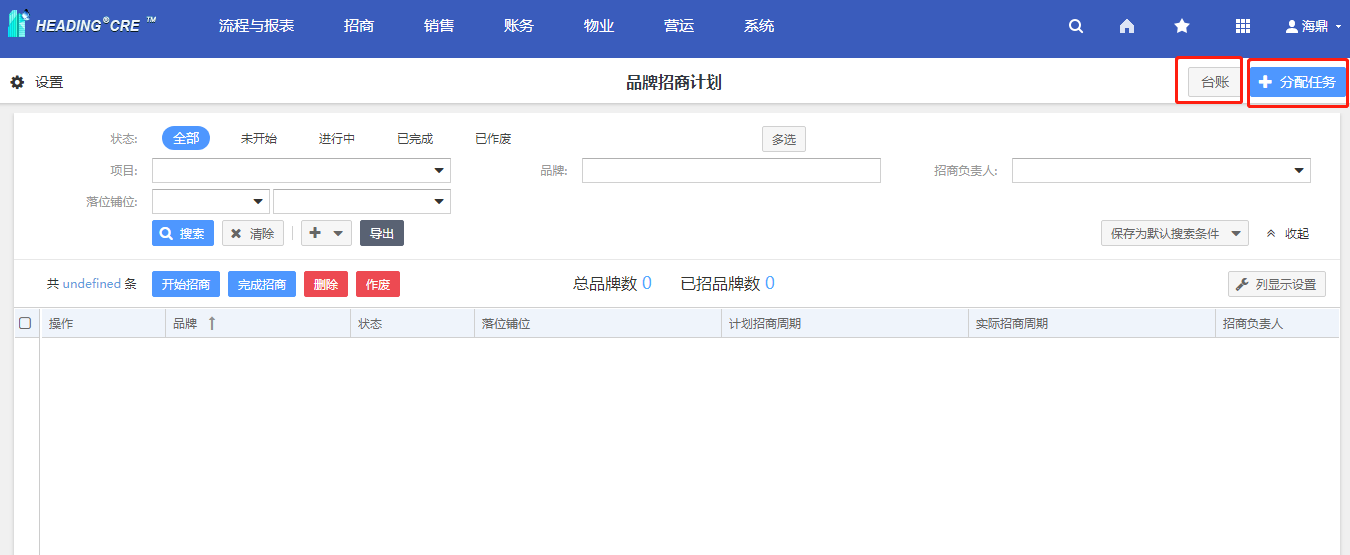 HEADING®CRE ™ 流程与报表 招商 销售 账务 物业 营运 系统 海鼎
设置 品牌招商计划 台账 分配任务
状态: 全部 未开始 进行中 已完成 已作废 多选
项目: 品牌: 招商负责人:
落位铺位:
搜索 清除 导出 保存为默认搜索条件 收起
共 undefined 条 开始招商 完成招商 删除 作废 总品牌数 0 已招品牌数 0 列显示设置
操作 品牌 状态 落位铺位 计划招商周期 实际招商周期 招商负责人